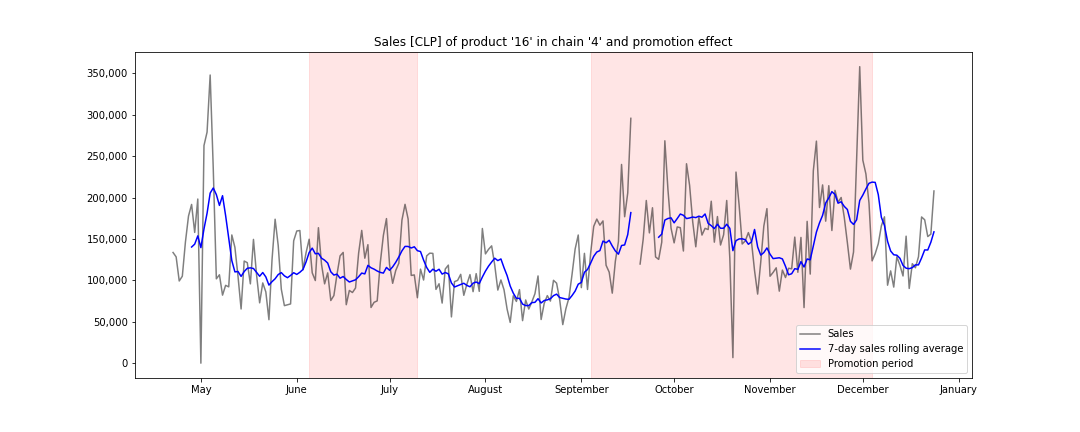 Sales [CLP] of product '16' in chain '4' and promotion effect
350,000
300,000
250,000
200,000
150,000
100,000
50,000
0
Sales
7-day sales rolling average
Promotion period
May June July August September October November December January